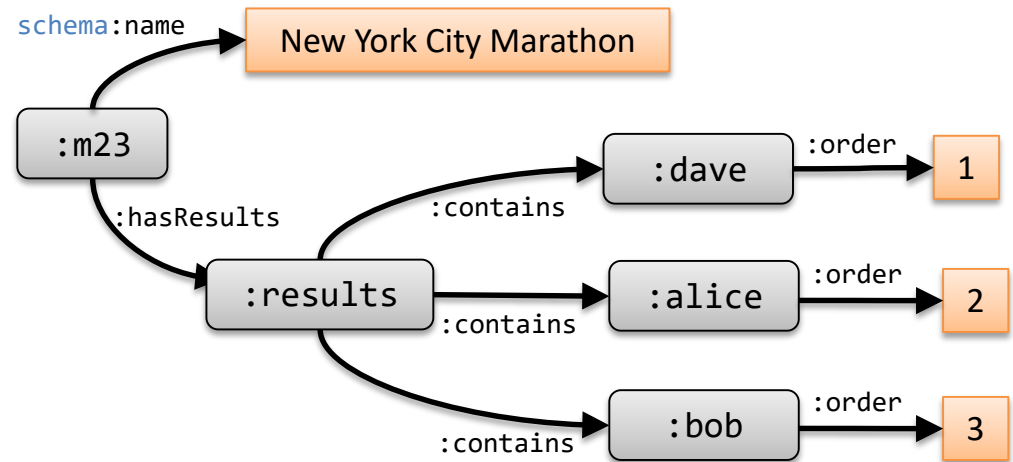 schema:name
New York City Marathon
:m23
:hasResults
:results
:contains
:dave
:order
1
:contains
:alice
:order
2
:contains
:bob
:order
3